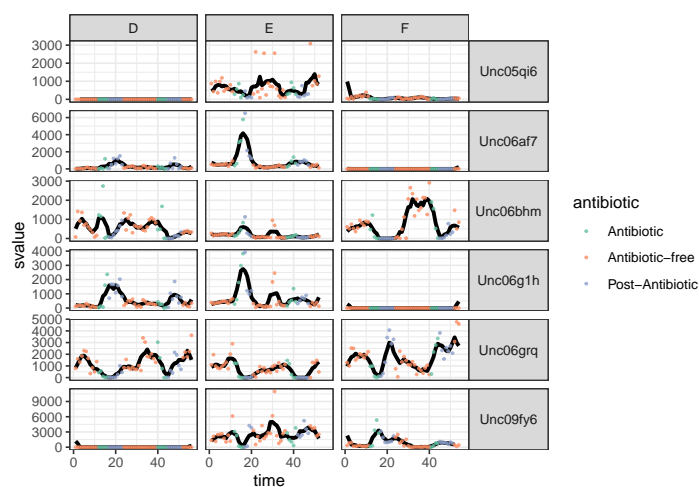 D E F
3000
2000
1000
0
Unc05qi6
6000
4000
2000
0
Unc06af7
3000
2000
1000
0
Unc06bhm
4000
3000
2000
1000
0
Unc06g1h
5000
4000
3000
2000
1000
0
Unc06grq
9000
6000
3000
0
Unc09fy6
0 20 40 0 20 40 0 20 40
time
svalue
antibiotic
Antibiotic
Antibiotic−free
Post−Antibiotic